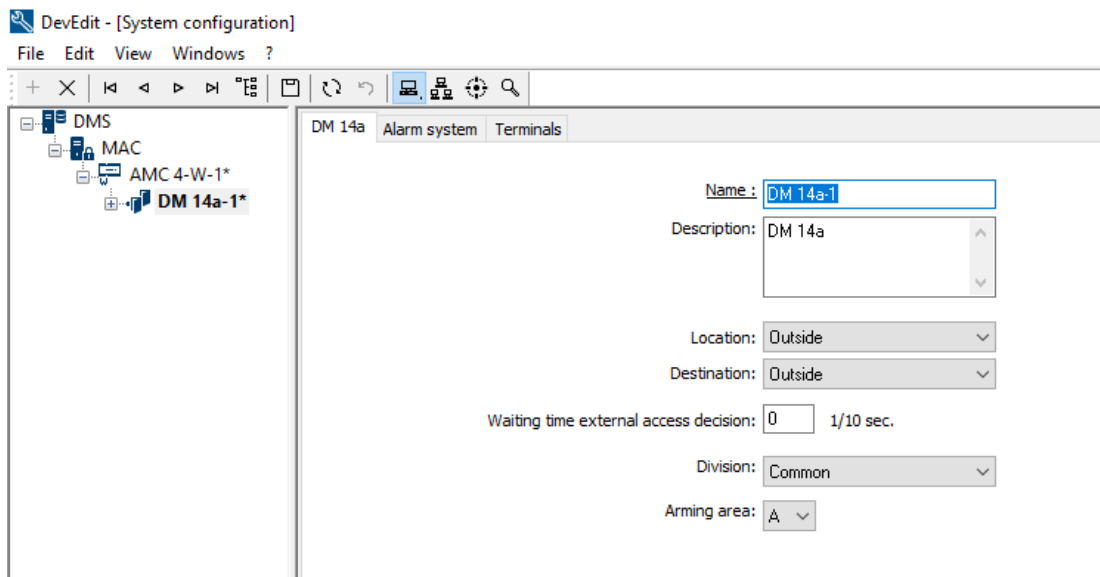 DevEdit - [System configuration]
File Edit View Windows ?
DMS
MAC
AMC 4-W-1*
DM 14a-1*
DM 14a Alarm system Terminals
Name : DM 14a-1
Description: DM 14a
Location: Outside
Destination: Outside
Waiting time external access decision: 0 1/10 sec.
Division: Common
Arming area: A